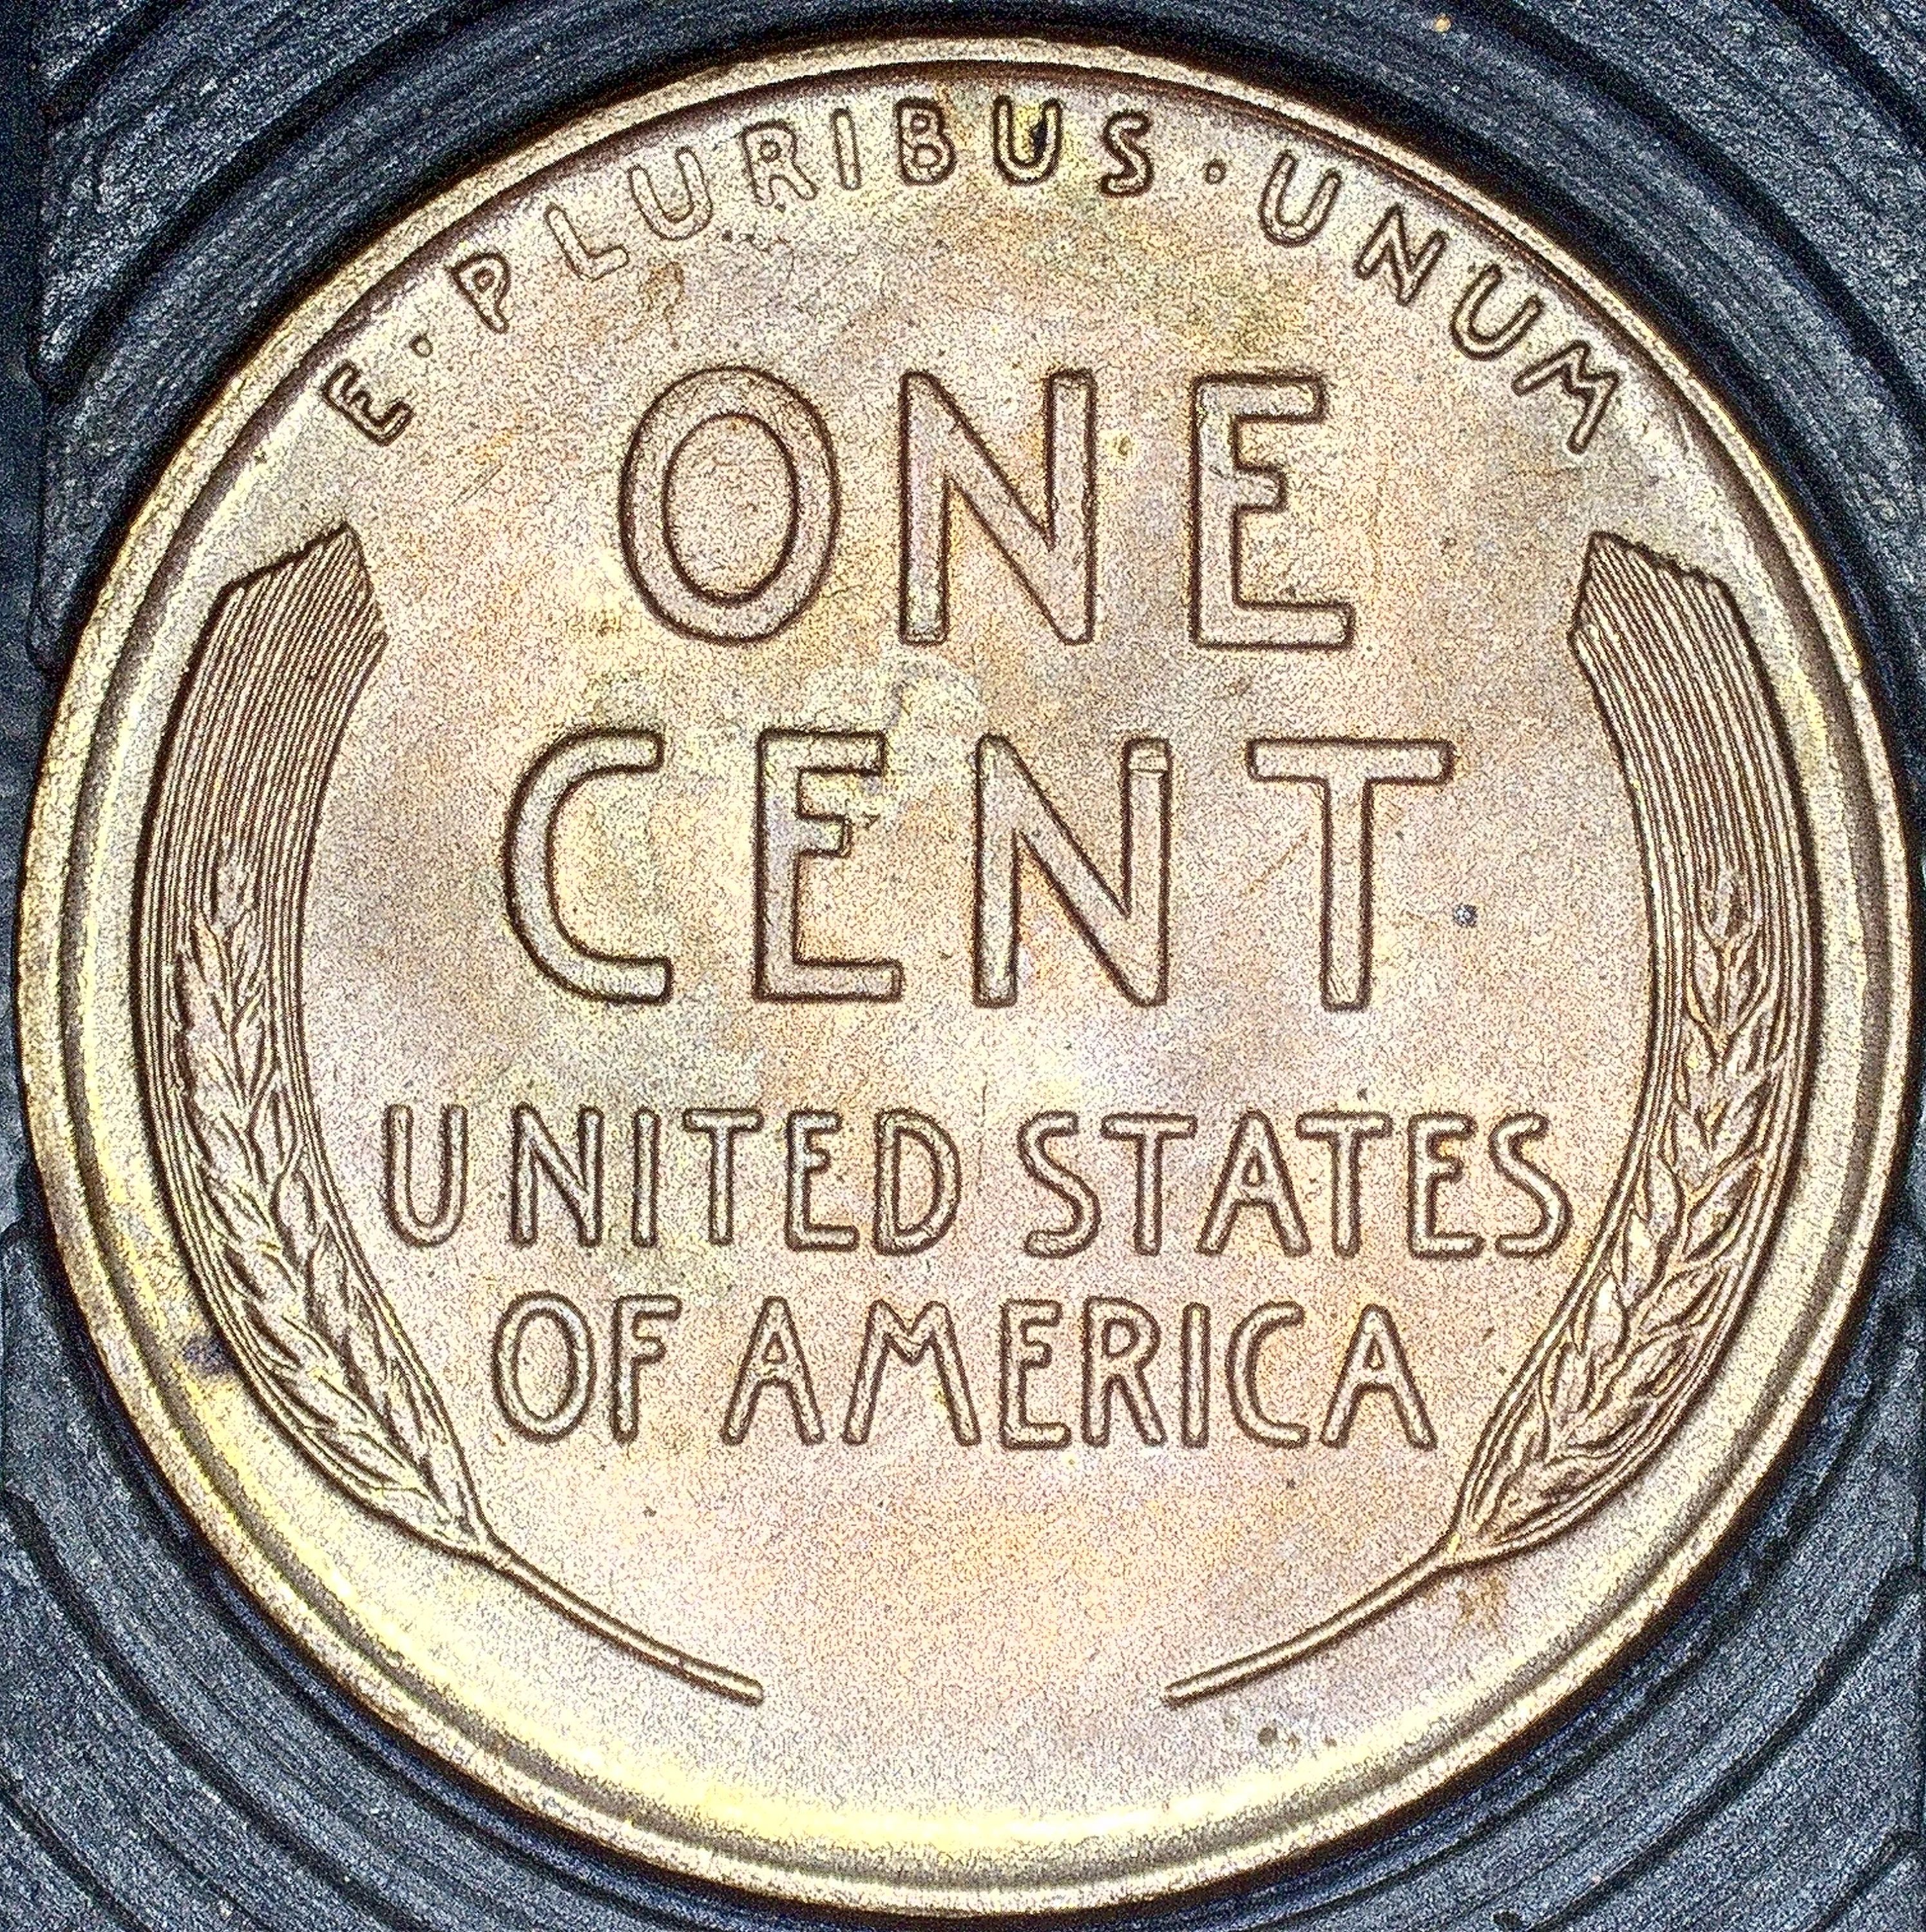 E·PLURIBUS·UNUM
ONE
CENT
UNITED STATES
OF AMERICA